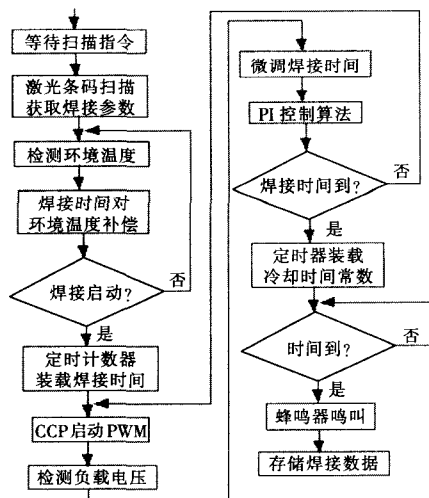 等待扫描指令
激光条码扫描
获取焊接参数
检测环境温度
焊接时间对
环境温度补偿
焊接启动?
否
是
定时计数器
装载焊接时间
CCP启动PWM
检测负载电压
微调焊接时间
PI控制算法
焊接时间到?
否
是
定时器装载
冷却时间常数
时间到?
否
是
蜂鸣器鸣叫
存储焊接数据